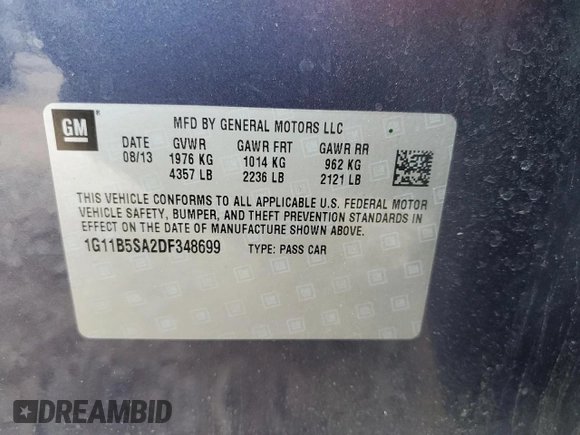 GM ®
MFD BY GENERAL MOTORS LLC
DATE GVWR GAWR FRT GAWR RR
08/13 1976 KG 1014 KG 962 KG
4357 LB 2236 LB 2121 LB
THIS VEHICLE CONFORMS TO ALL APPLICABLE U.S. FEDERAL MOTOR
VEHICLE SAFETY, BUMPER, AND THEFT PREVENTION STANDARDS IN
EFFECT ON THE DATE OF MANUFACTURE SHOWN ABOVE.
1G11B5SA2DF348699 TYPE: PASS CAR
DREAMBID